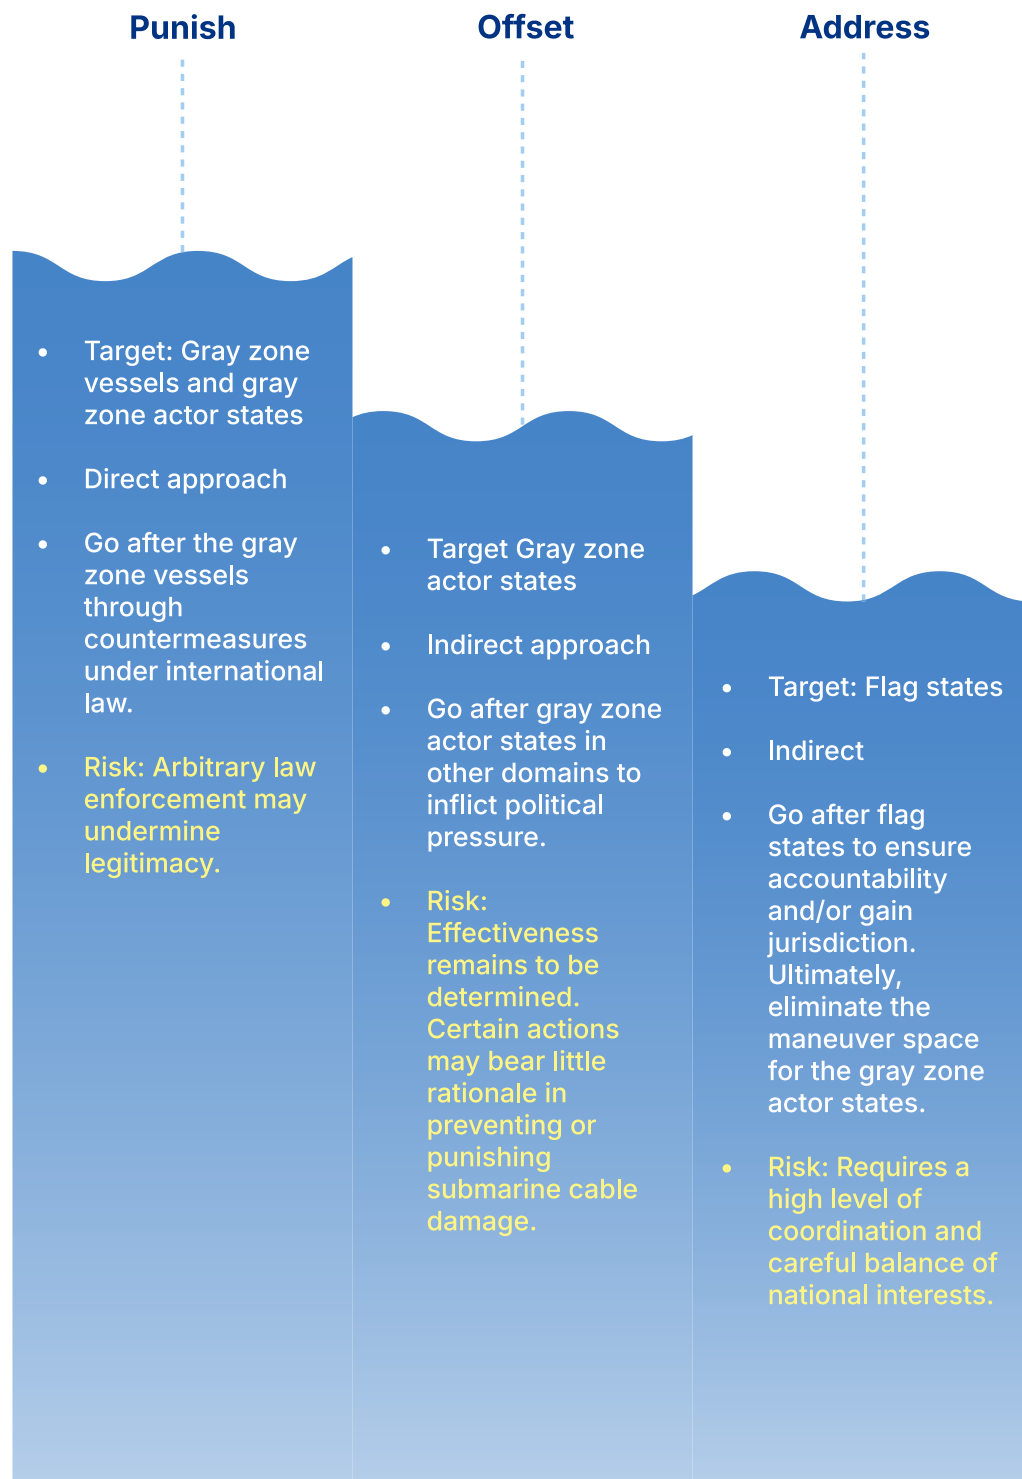 Punish
Offset
Address
• Target: Gray zone
vessels and gray
zone actor states
• Direct approach
• Go after the gray
zone vessels
through
countermeasures
under international
law.
• Risk: Arbitrary law
enforcement may
undermine
legitimacy.
• Target Gray zone
actor states
• Indirect approach
• Go after gray zone
actor states in
other domains to
inflict political
pressure.
• Risk:
Effectiveness
remains to be
determined.
Certain actions
may bear little
rationale in
preventing or
punishing
submarine cable
damage.
• Target: Flag states
• Indirect
• Go after flag
states to ensure
accountability
and/or gain
jurisdiction.
Ultimately,
eliminate the
maneuver space
for the gray zone
actor states.
• Risk: Requires a
high level of
coordination and
careful balance of
national interests.